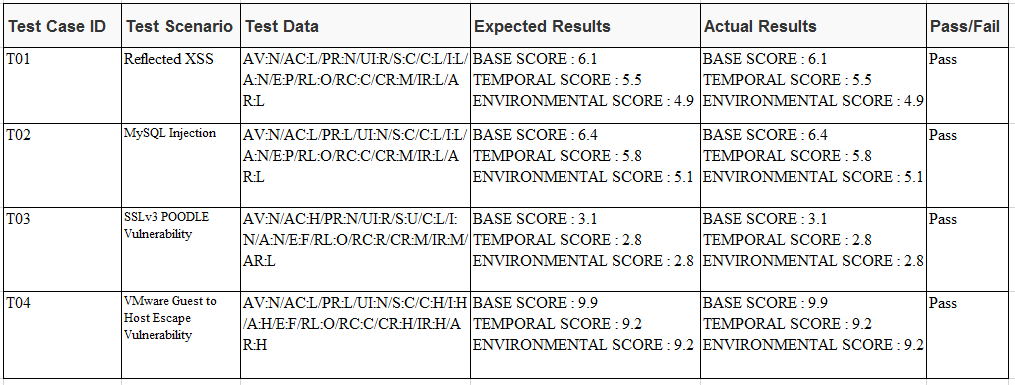 Test Case ID Test Scenario Test Data Expected Results Actual Results Pass/Fail
T01 Reflected XSS AV:N/AC:L/PR:N/UI:R/S:C/C:L/I:L/ BASE SCORE : 6.1 BASE SCORE : 6.1 Pass
A:N/E:P/RL:O/RC:C/CR:M/IR:L/A TEMPORAL SCORE : 5.5 TEMPORAL SCORE : 5.5
R:L ENVIRONMENTAL SCORE : 4.9 ENVIRONMENTAL SCORE : 4.9
T02 MySQL Injection AV:N/AC:L/PR:L/UI:N/S:C/C:L/I:L/ BASE SCORE : 6.4 BASE SCORE : 6.4 Pass
A:N/E:P/RL:O/RC:C/CR:M/IR:L/A TEMPORAL SCORE : 5.8 TEMPORAL SCORE : 5.8
R:L ENVIRONMENTAL SCORE : 5.1 ENVIRONMENTAL SCORE : 5.1
T03 SSLv3 POODLE AV:N/AC:H/PR:N/UI:R/S:U/C:L/I: BASE SCORE : 3.1 BASE SCORE : 3.1 Pass
Vulnerability N/A:N/E:F/RL:O/RC:R/CR:M/IR:M/ TEMPORAL SCORE : 2.8 TEMPORAL SCORE : 2.8
AR:L ENVIRONMENTAL SCORE : 2.8 ENVIRONMENTAL SCORE : 2.8
T04 VMware Guest to AV:N/AC:L/PR:L/UI:N/S:C/C:H/I:H BASE SCORE : 9.9 BASE SCORE : 9.9 Pass
Host Escape /A:H/E:F/RL:O/RC:C/CR:H/IR:H/A TEMPORAL SCORE : 9.2 TEMPORAL SCORE : 9.2
Vulnerability R:H ENVIRONMENTAL SCORE : 9.2 ENVIRONMENTAL SCORE : 9.2